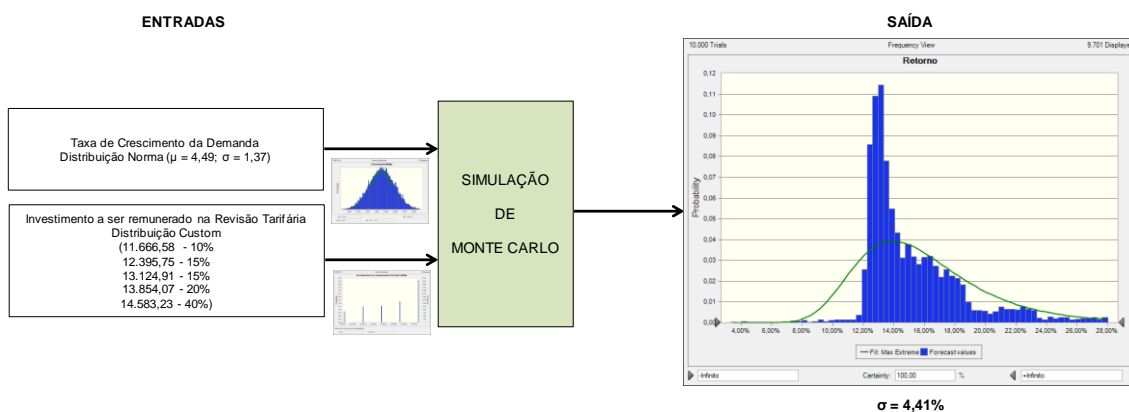 ENTRADAS
SAÍDA
Taxa de Crescimento da Demanda
Distribuição Norma (μ = 4,49; σ = 1,37)
Investimento a ser remunerado na Revisão Tarifária
Distribuição Custom
(11.666,58 - 10%
12.395,75 - 15%
13.124,91 - 15%
13.854,07 - 20%
14.583,23 - 40%)
SIMULAÇÃO
DE
MONTE CARLO
10.000 Trials Frequency View 9.701 Displaye
Retorno
Probability
0,12
0,11
0,10
0,09
0,08
0,07
0,06
0,05
0,04
0,03
0,02
0,01
0,00
4,00% 6,00% 8,00% 10,00% 12,00% 14,00% 16,00% 18,00% 20,00% 22,00% 24,00% 26,00% 28,00%
Fit: Max Extreme Forecast values
-Infinito Certainty: 100.00 % +Infinito
σ = 4,41%